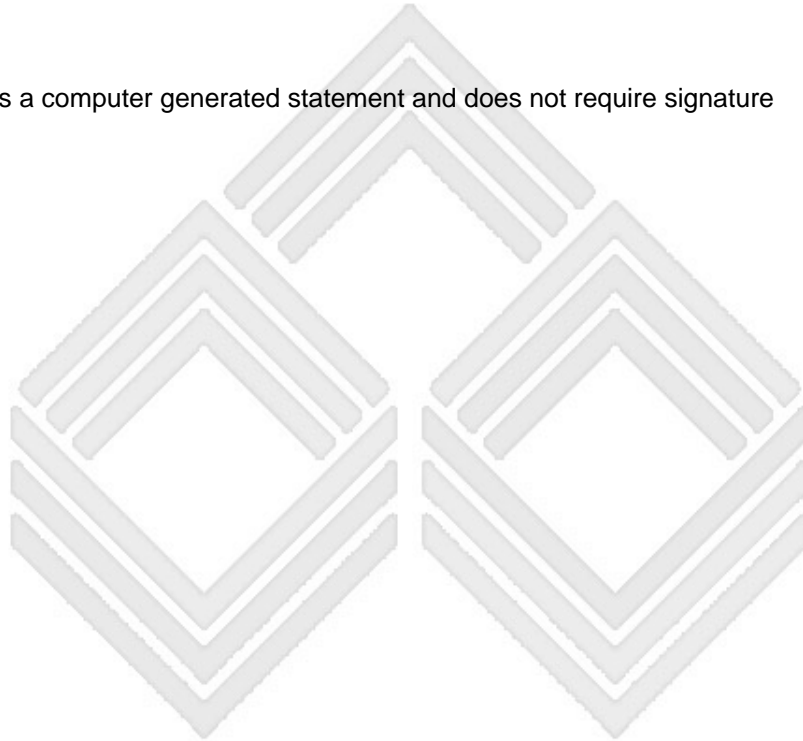 s a computer generated statement and does not require signature